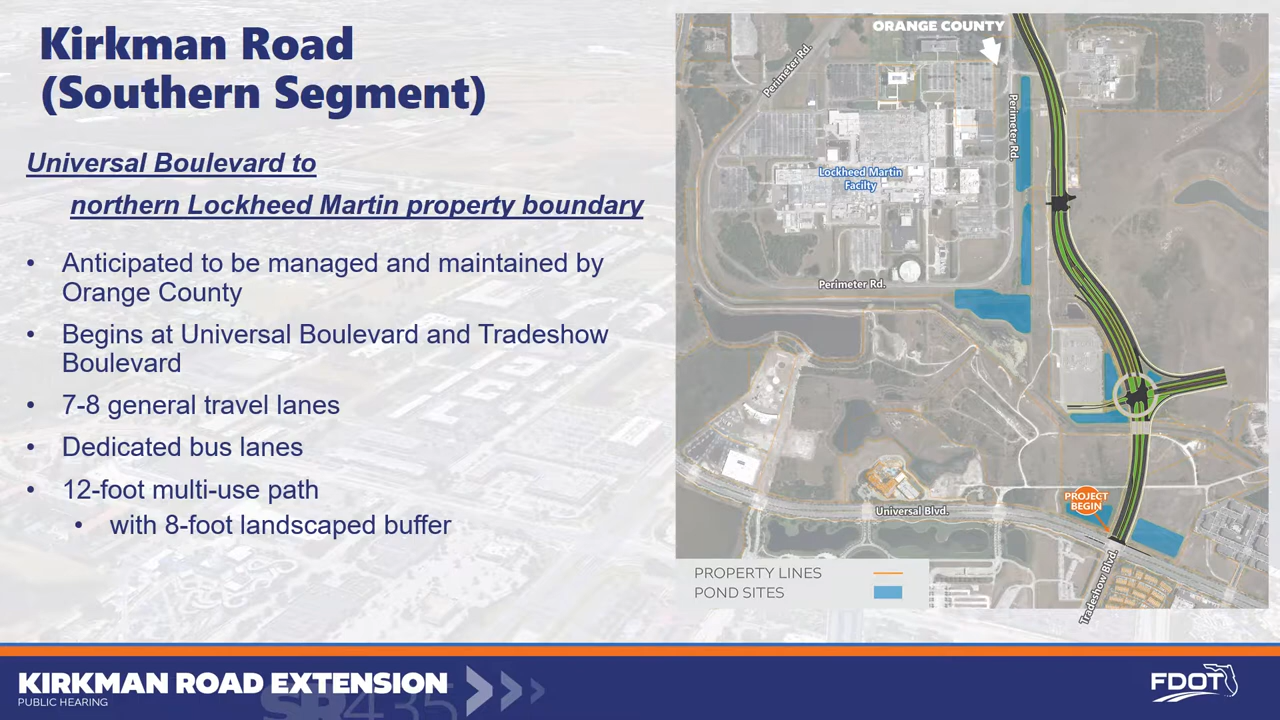 Kirkman Road
(Southern Segment)
Universal Boulevard to
northern Lockheed Martin property boundary
• Anticipated to be managed and maintained by
Orange County
• Begins at Universal Boulevard and Tradeshow
Boulevard
• 7-8 general travel lanes
• Dedicated bus lanes
• 12-foot multi-use path
• with 8-foot landscaped buffer
ORANGE COUNTY
Perimeter Rd.
Perimeter Rd.
Lockheed Martin
Facilty
Perimeter Rd.
PROJECT
BEGIN
Universal Blvd.
Tradeshow Blvd.
PROPERTY LINES
POND SITES
KIRKMAN ROAD EXTENSION
PUBLIC HEARING
SR435
FDOT